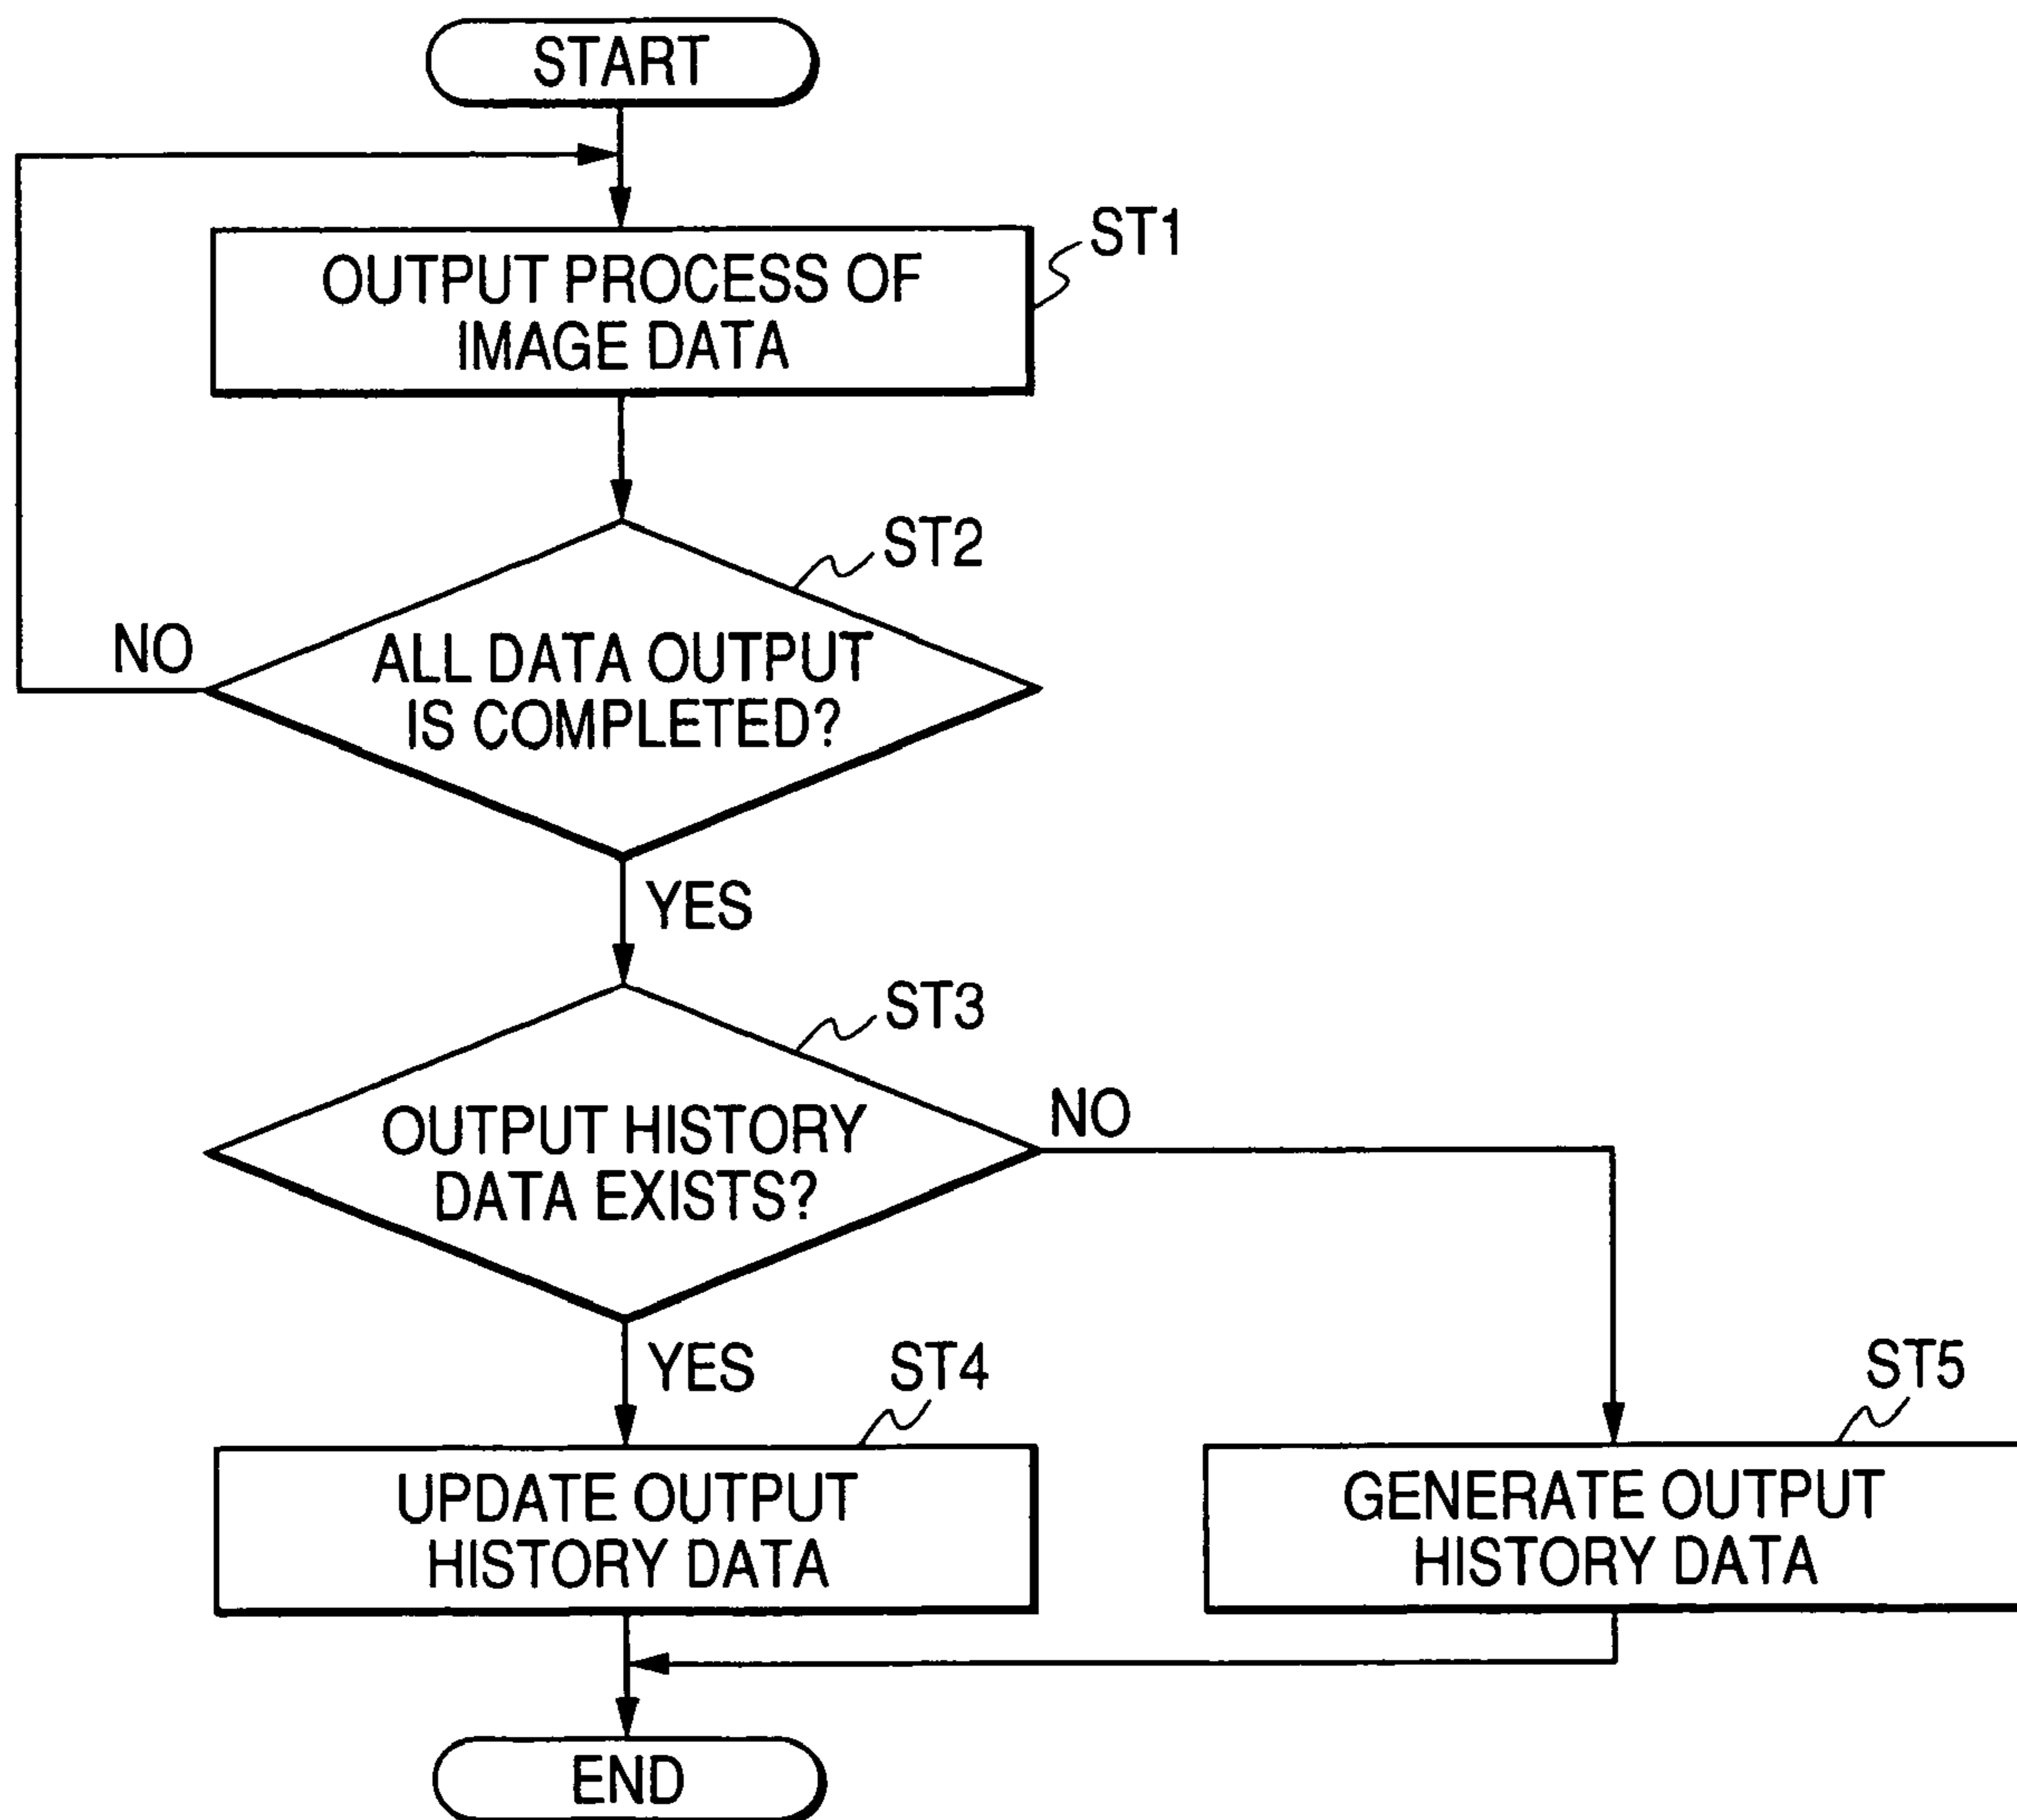 START
ST1
OUTPUT PROCESS OF
IMAGE DATA
ST2
NO
ALL DATA OUTPUT
IS COMPLETED?
YES
ST3
NO
OUTPUT HISTORY
DATA EXISTS?
YES
ST4
ST5
UPDATE OUTPUT
HISTORY DATA
GENERATE OUTPUT
HISTORY DATA
END